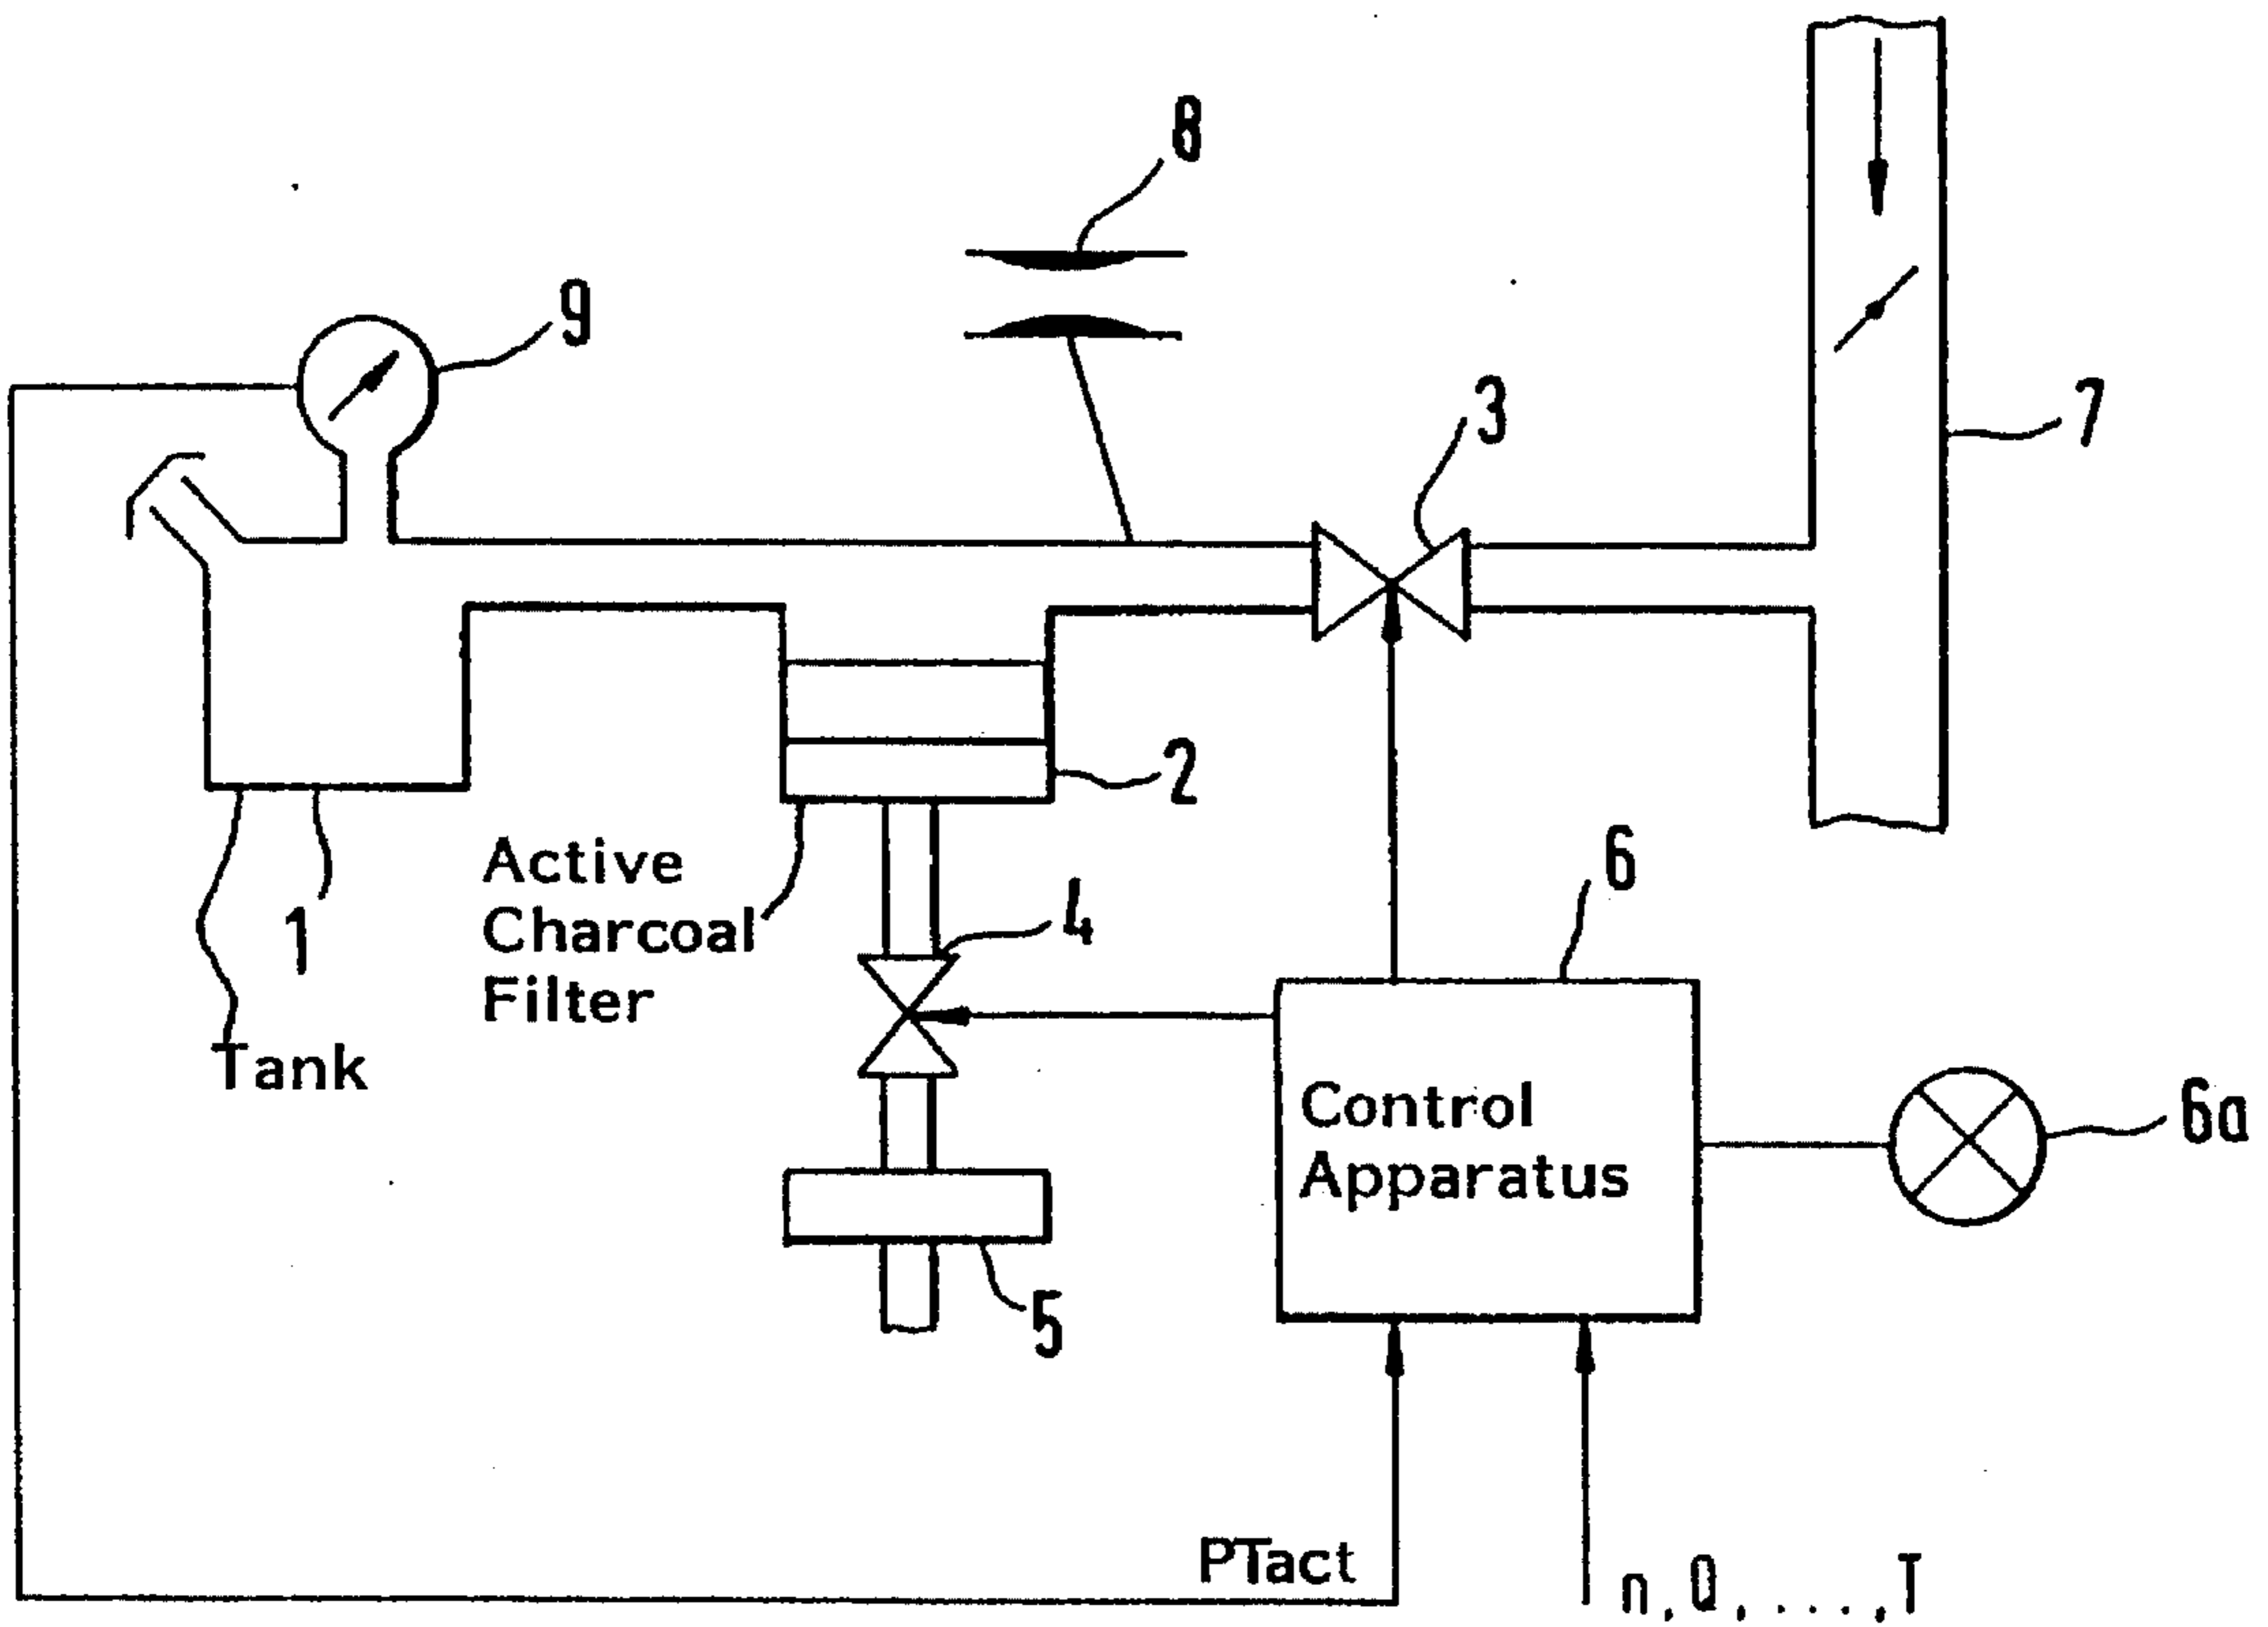 8
9
3
7
2
6
Active
Charcoal
Filter
1
4
Tank
Control
Apparatus
6a
5
PTact
n,Q,....,T